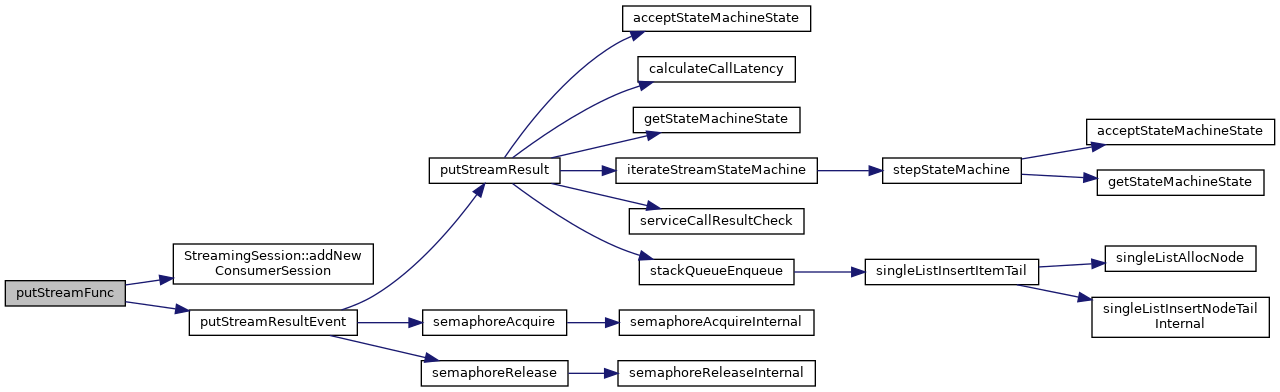 putStreamFunc
StreamingSession::addNew
ConsumerSession
putStreamResultEvent
putStreamResult
semaphoreAcquire
semaphoreRelease
acceptStateMachineState
calculateCallLatency
getStateMachineState
iterateStreamStateMachine
serviceCallResultCheck
stackQueueEnqueue
semaphoreAcquireInternal
semaphoreReleaseInternal
stepStateMachine
singleListInsertItemTail
acceptStateMachineState
getStateMachineState
singleListAllocNode
singleListInsertNodeTail
Internal